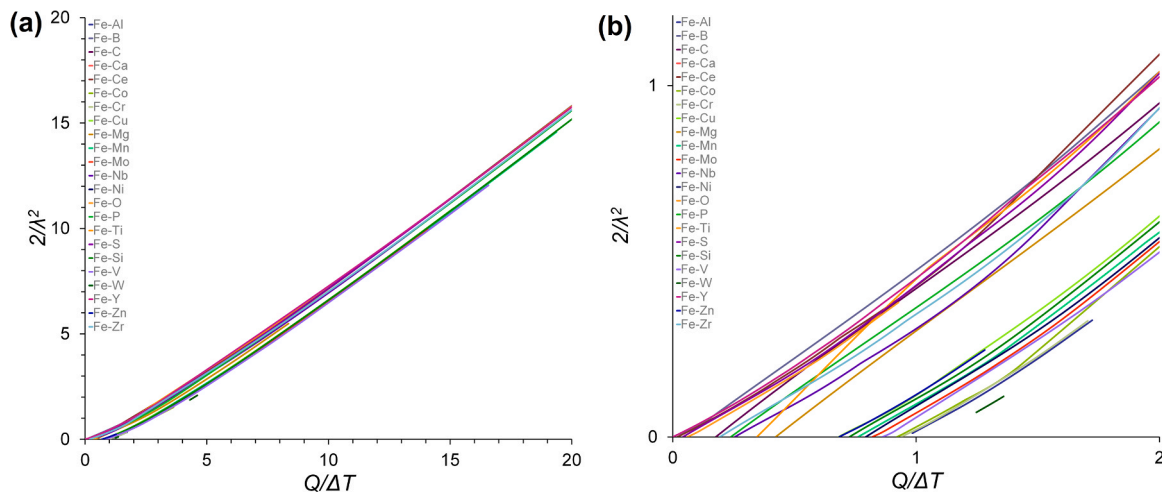 (a)
20
15
10
5
0
2/λ²
Fe-Al
Fe-B
Fe-C
Fe-Ca
Fe-Ce
Fe-Co
Fe-Cr
Fe-Cu
Fe-Mg
Fe-Mn
Fe-Mo
Fe-Nb
Fe-Ni
Fe-O
Fe-P
Fe-Ti
Fe-S
Fe-Si
Fe-V
Fe-W
Fe-Y
Fe-Zn
Fe-Zr
0 5 10 15 20
Q/ΔT
(b)
1
0
2/λ²
Fe-Al
Fe-B
Fe-C
Fe-Ca
Fe-Ce
Fe-Co
Fe-Cr
Fe-Cu
Fe-Mg
Fe-Mn
Fe-Mo
Fe-Nb
Fe-Ni
Fe-O
Fe-P
Fe-Ti
Fe-S
Fe-Si
Fe-V
Fe-W
Fe-Y
Fe-Zn
Fe-Zr
0 1 2
Q/ΔT